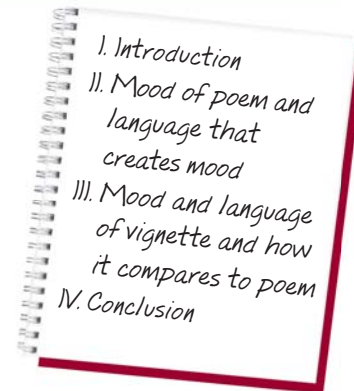 I. Introduction
II. Mood of poem and
language that
creates mood
III. Mood and language
of vignette and how
it compares to poem
IV. Conclusion